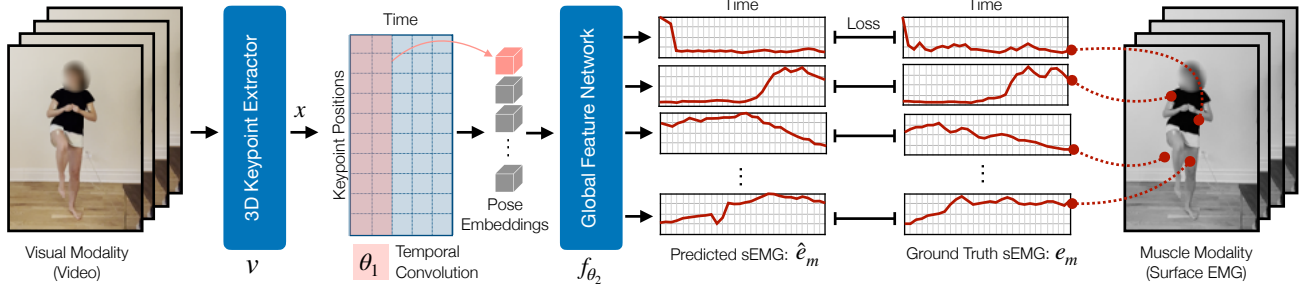 Visual Modality
(Video)
3D Keypoint Extractor
v
x
Time
Keypoint Positions
θ1
Temporal
Convolution
Pose
Embeddings
Global Feature Network
fθ2
Time
Loss
Time
Predicted sEMG: êm
Ground Truth sEMG: em
Muscle Modality
(Surface EMG)